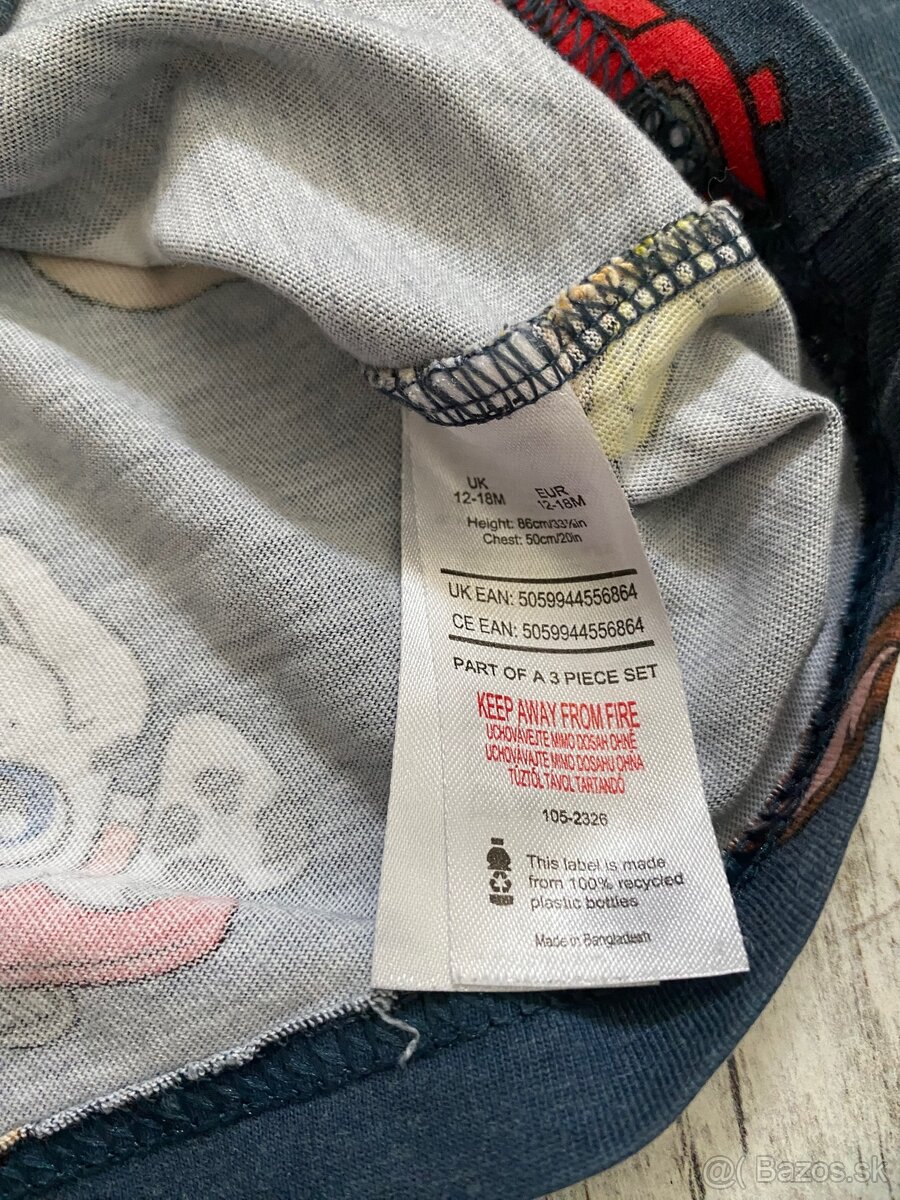 UK
12-18M
EUR
12-18M
Height: 86cm/33¾in
Chest: 50cm/20in
UK EAN: 5059944556864
CE EAN: 5059944556864
PART OF A 3 PIECE SET
KEEP AWAY FROM FIRE
UCHOVÁVEJTE MIMO DOSAH OHNĚ
UCHOVÁVAJTE MIMO DOSAHU OHŇA
TŰZTŐL TÁVOL TARTANDÓ
105-2326
This label is made
from 100% recycled
plastic bottles
Made in Bangladesh
@( Bazos.sk